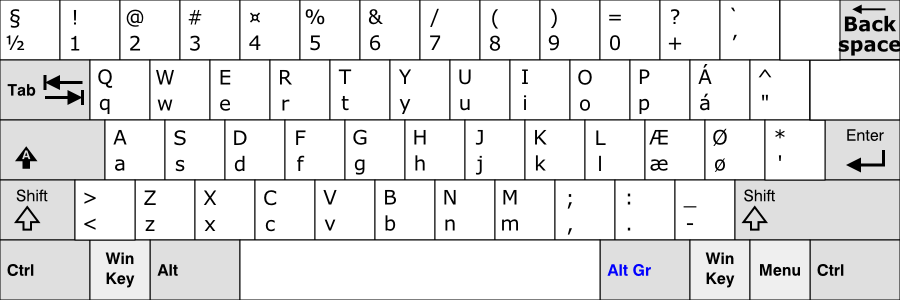 § ! @ # ¤ % & / ( ) = ? ` Back
½ 1 2 3 4 5 6 7 8 9 0 + ´ space
Tab Q W E R T Y U I O P Á ^
q w e r t y u i o p á "
A A S D F G H J K L Æ Ø * Enter
a s d f g h j k l æ ø '
Shift > Z X C V B N M ; : _ Shift
< z x c v b n m , . -
Ctrl Win Key Alt Alt Gr Win Key Menu Ctrl